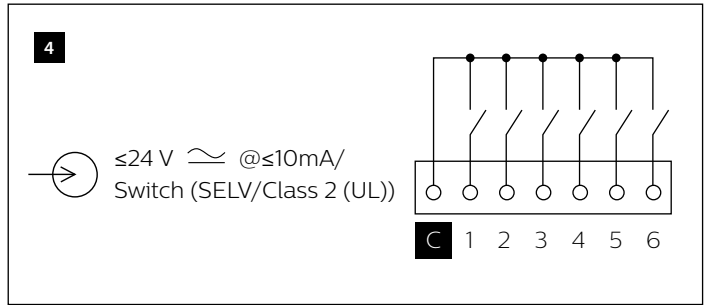 4
≤24 V ⎓ @≤10mA/
Switch (SELV/Class 2 (UL))
C 1 2 3 4 5 6